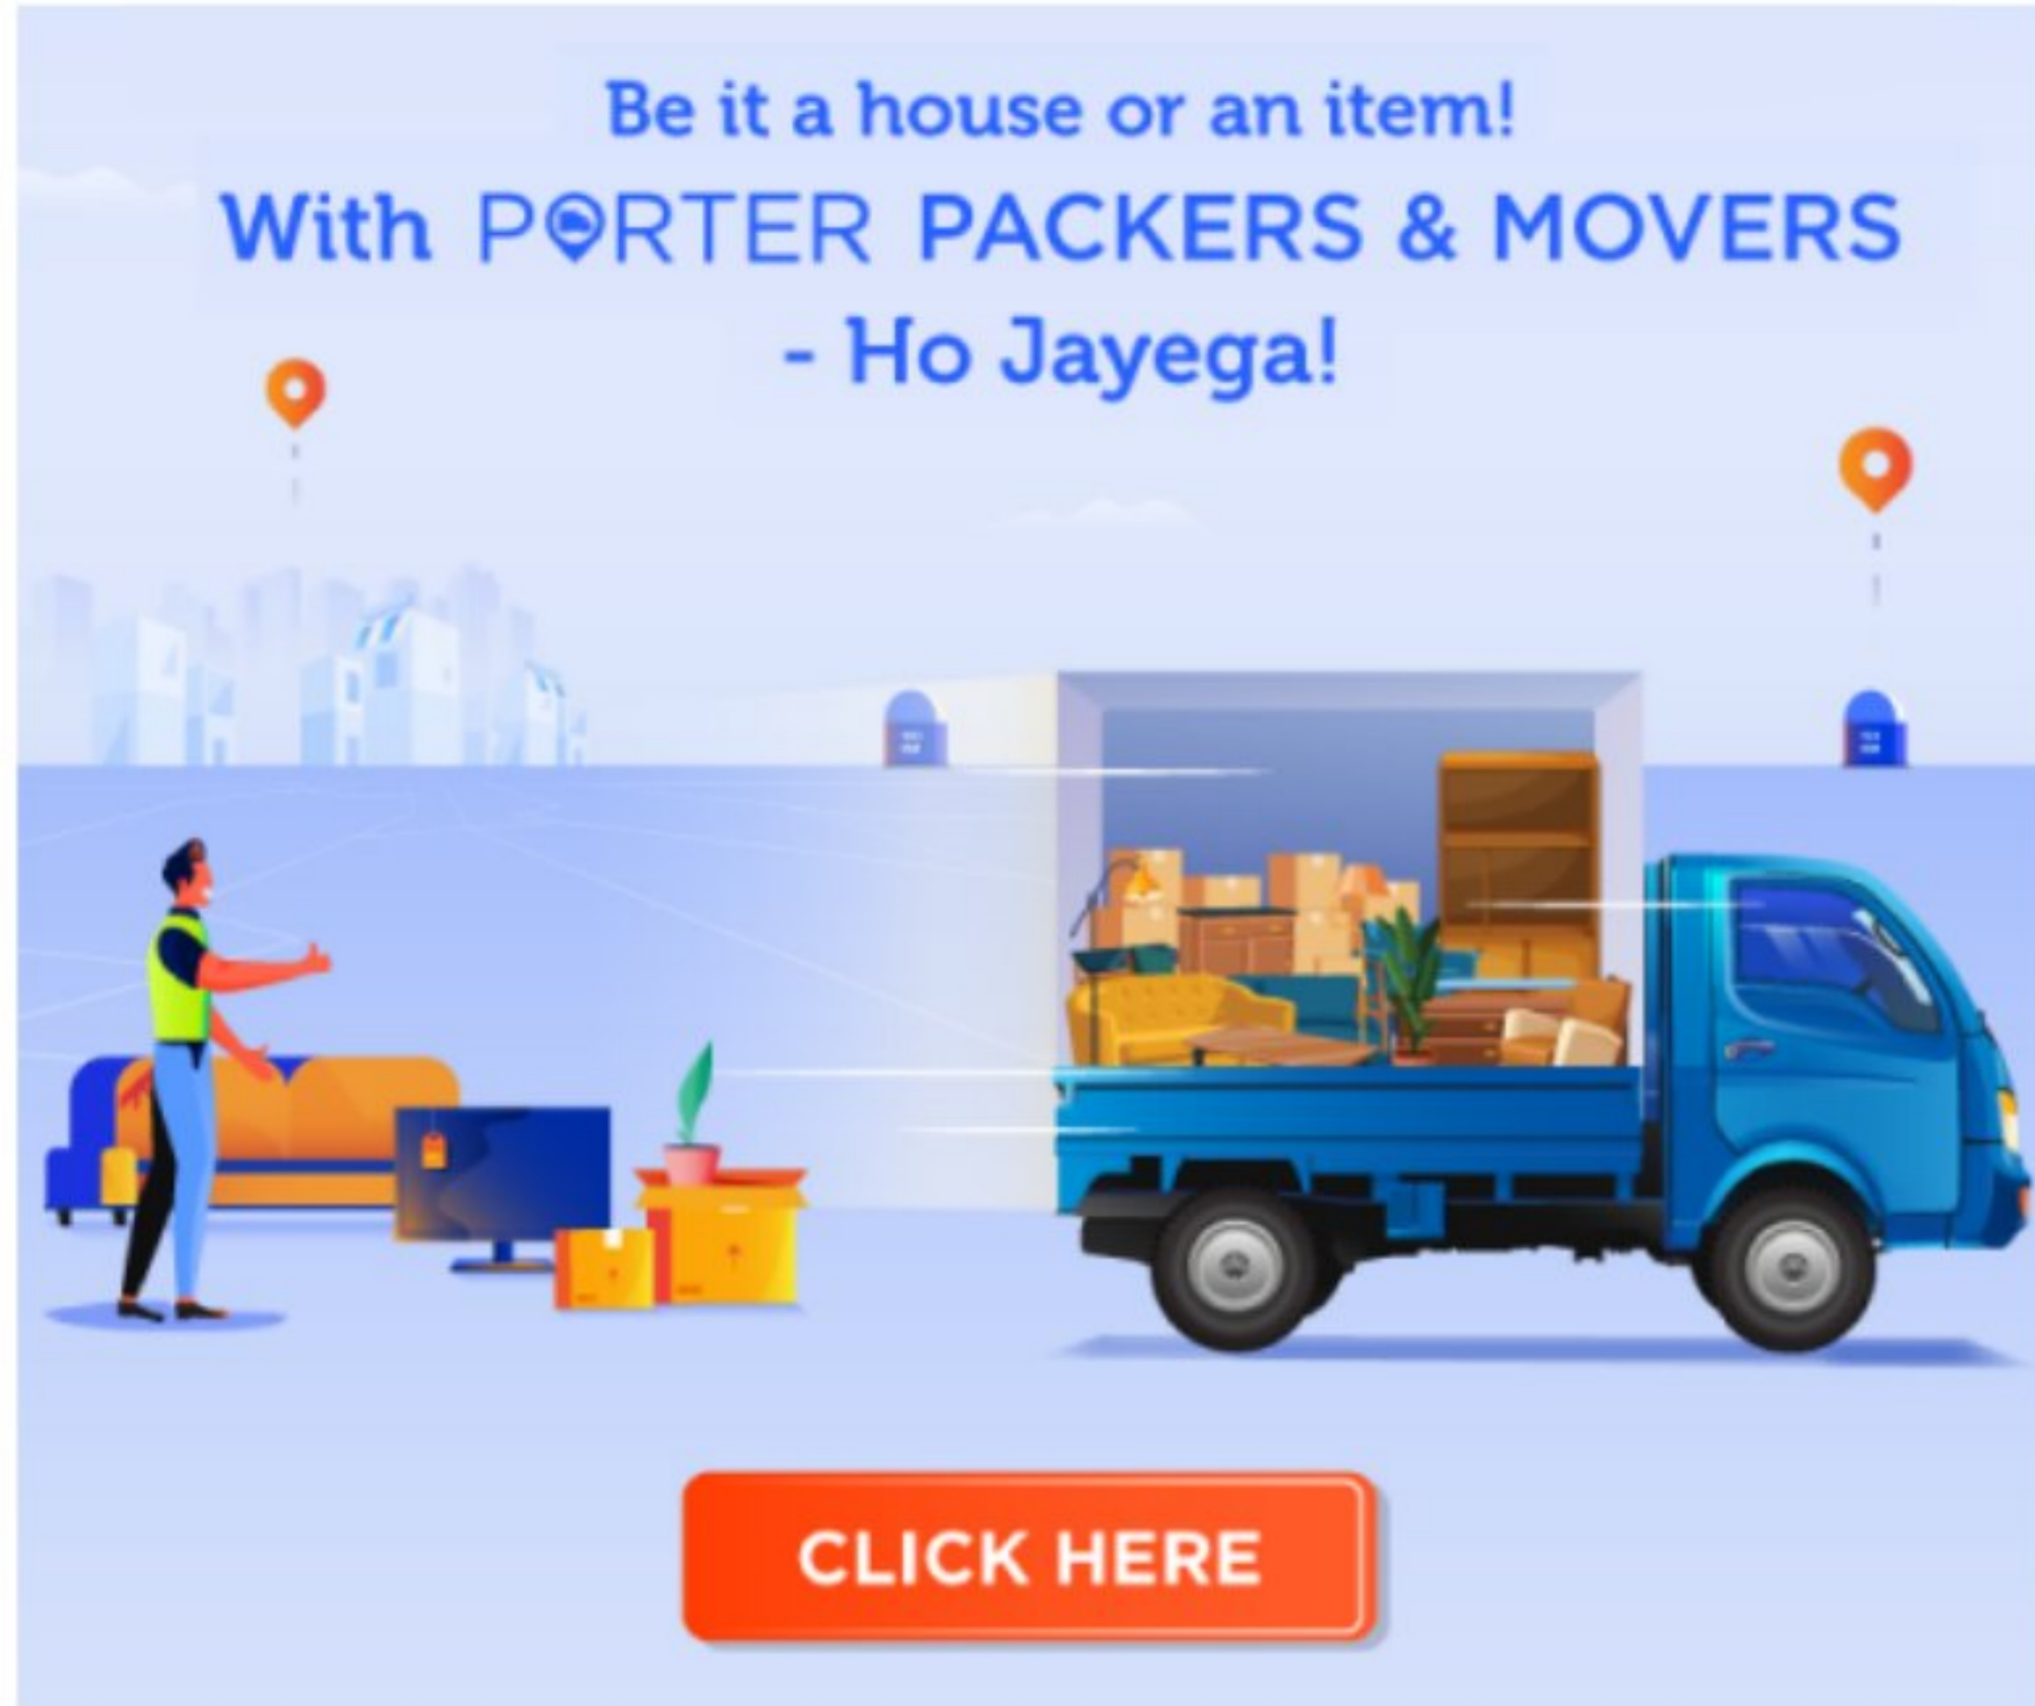 Be it a house or an item!
With PORTER PACKERS & MOVERS
- Ho Jayega!
CLICK HERE